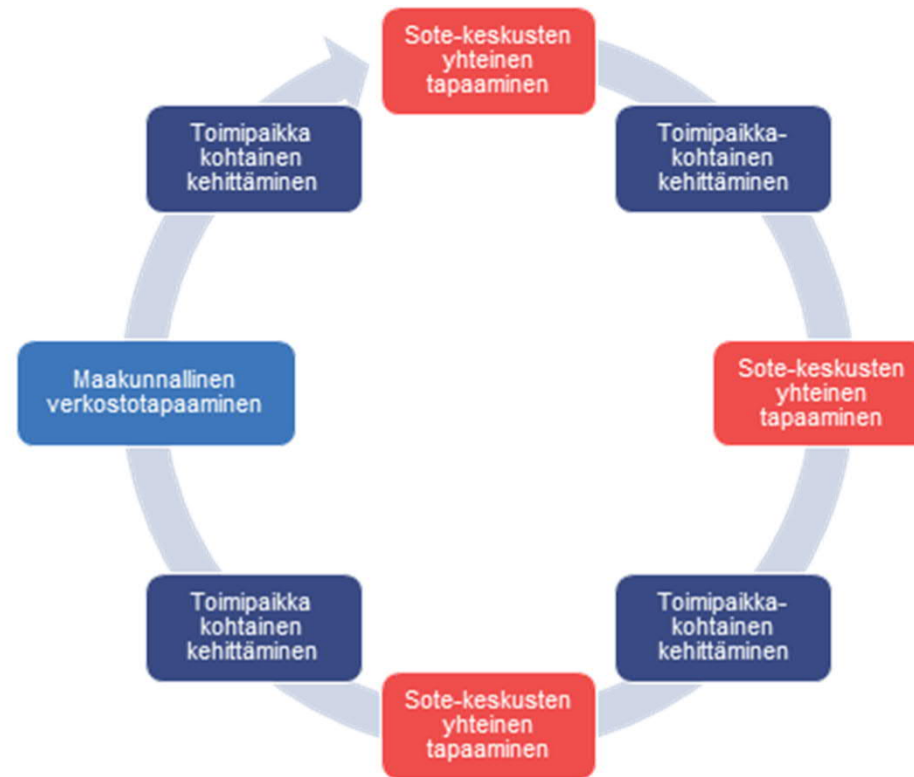 Sote-keskusten
yhteinen
tapaaminen
Toimipaikka-
kohtainen
kehittäminen
Sote-keskusten
yhteinen
tapaaminen
Toimipaikka-
kohtainen
kehittäminen
Sote-keskusten
yhteinen
tapaaminen
Toimipaikka
kohtainen
kehittäminen
Maakunnallinen
verkostotapaaminen
Toimipaikka
kohtainen
kehittäminen